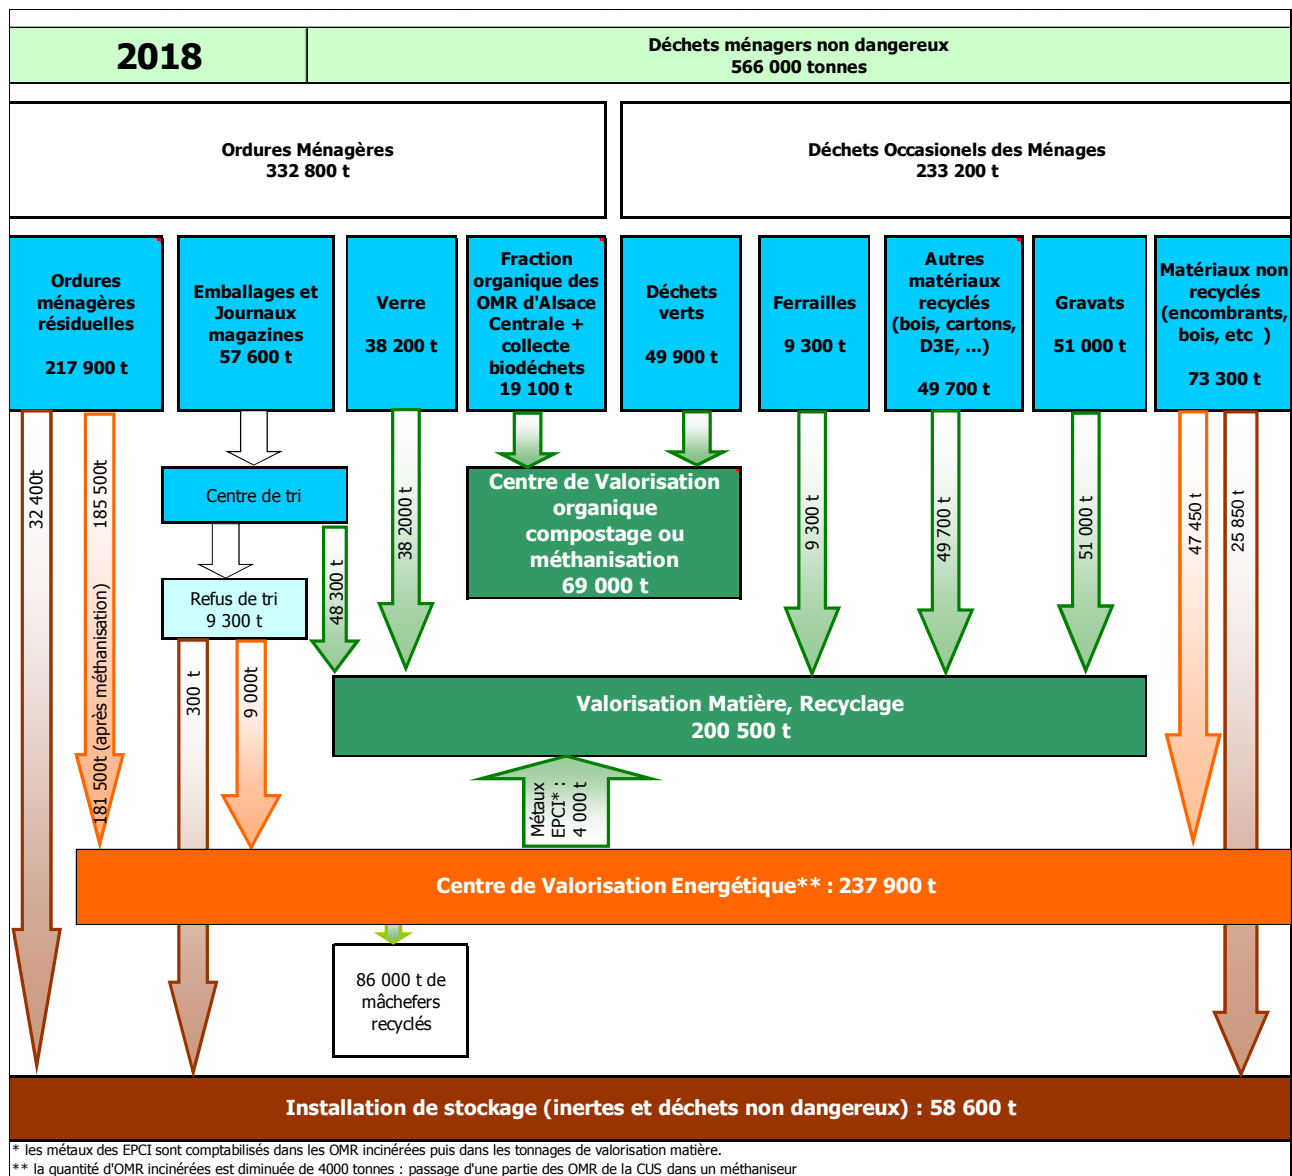 2018
Déchets ménagers non dangereux
566 000 tonnes
Ordures Ménagères
332 800 t
Déchets Occasionels des Ménages
233 200 t
Ordures
ménagères
résiduelles
217 900 t
Emballages et
Journaux
magazines
57 600 t
Verre
38 200 t
Fraction
organique des
OMR d'Alsace
Centrale +
collecte
biodéchets
19 100 t
Déchets
verts
49 900 t
Ferrailles
9 300 t
Autres
matériaux
recyclés
(bois, cartons,
D3E, ...)
49 700 t
Gravats
51 000 t
Matériaux non
recyclés
(encombrants,
bois, etc )
73 300 t
32 400t
185 500t
181 500t (après méthanisation)
Centre de tri
Refus de tri
9 300 t
48 300 t
38 2000 t
Centre de Valorisation
organique
compostage ou
méthanisation
69 000 t
9 300 t
49 700 t
51 000 t
47 450 t
25 850 t
300 t
9 000t
Valorisation Matière, Recyclage
200 500 t
Métaux
EPCI* :
4 000 t
Centre de Valorisation Energétique** : 237 900 t
86 000 t de
mâchefers
recyclés
Installation de stockage (inertes et déchets non dangereux) : 58 600 t
* les métaux des EPCI sont comptabilisés dans les OMR incinérées puis dans les tonnages de valorisation matière.
** la quantité d'OMR incinérées est diminuée de 4000 tonnes : passage d'une partie des OMR de la CUS dans un méthaniseur